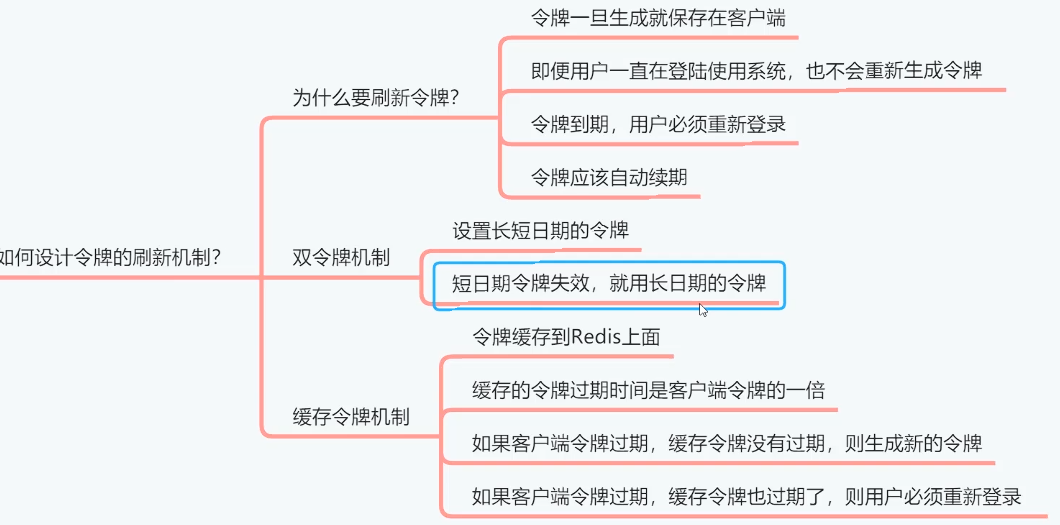 如何设计令牌的刷新机制？
为什么要刷新令牌？
令牌一旦生成就保存在客户端
即便用户一直在登陆使用系统，也不会重新生成令牌
令牌到期，用户必须重新登录
令牌应该自动续期
双令牌机制
设置长短日期的令牌
短日期令牌失效，就用长日期的令牌
缓存令牌机制
令牌缓存到Redis上面
缓存的令牌过期时间是客户端令牌的一倍
如果客户端令牌过期，缓存令牌没有过期，则生成新的令牌
如果客户端令牌过期，缓存令牌也过期了，则用户必须重新登录